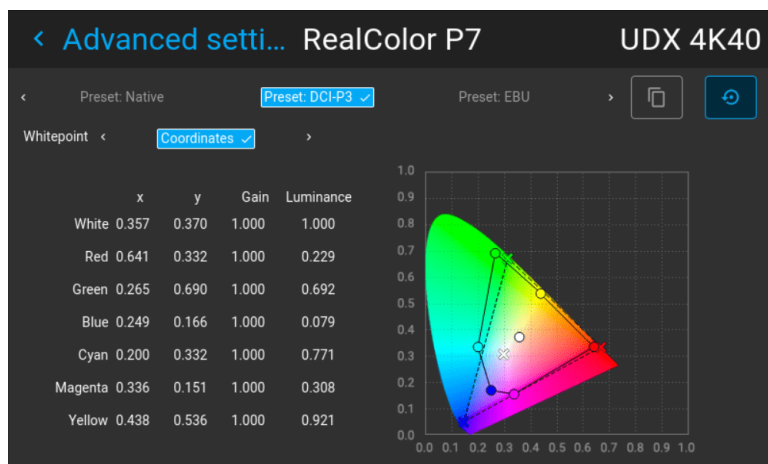 ‹ Advanced setti... RealColor P7 UDX 4K40
‹ Preset: Native Preset: DCI-P3 ✓ Preset: EBU ›
Whitepoint ‹ Coordinates ✓ ›
x y Gain Luminance
White 0.357 0.370 1.000 1.000
Red 0.641 0.332 1.000 0.229
Green 0.265 0.690 1.000 0.692
Blue 0.249 0.166 1.000 0.079
Cyan 0.200 0.332 1.000 0.771
Magenta 0.336 0.151 1.000 0.308
Yellow 0.438 0.536 1.000 0.921
1.0
0.9
0.8
0.7
0.6
0.5
0.4
0.3
0.2
0.1
0.0
0.0 0.1 0.2 0.3 0.4 0.5 0.6 0.7 0.8 0.9 1.0